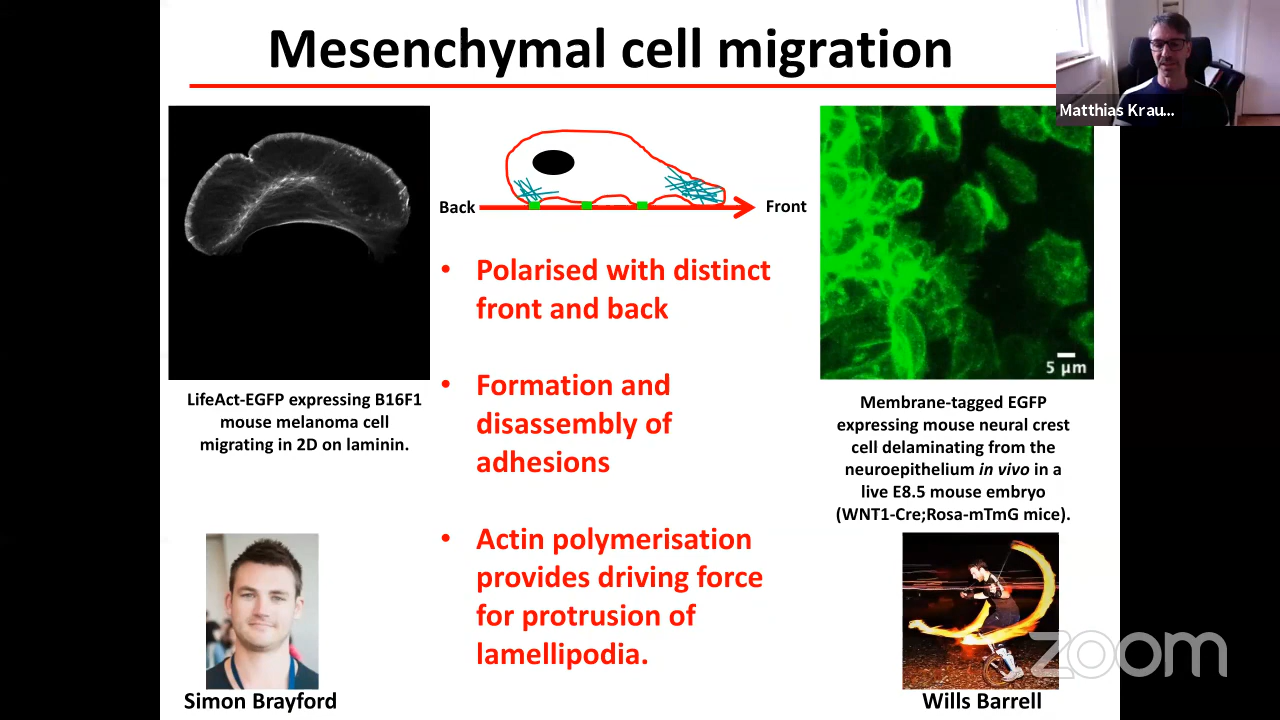 Mesenchymal cell migration
Matthias Krau...
Back
Front
• Polarised with distinct
front and back
• Formation and
disassembly of
adhesions
• Actin polymerisation
provides driving force
for protrusion of
lamellipodia.
LifeAct-EGFP expressing B16F1
mouse melanoma cell
migrating in 2D on laminin.
Simon Brayford
5 μm
Membrane-tagged EGFP
expressing mouse neural crest
cell delaminating from the
neuroepithelium in vivo in a
live E8.5 mouse embryo
(WNT1-Cre;Rosa-mTmG mice).
Wills Barrell
zoom